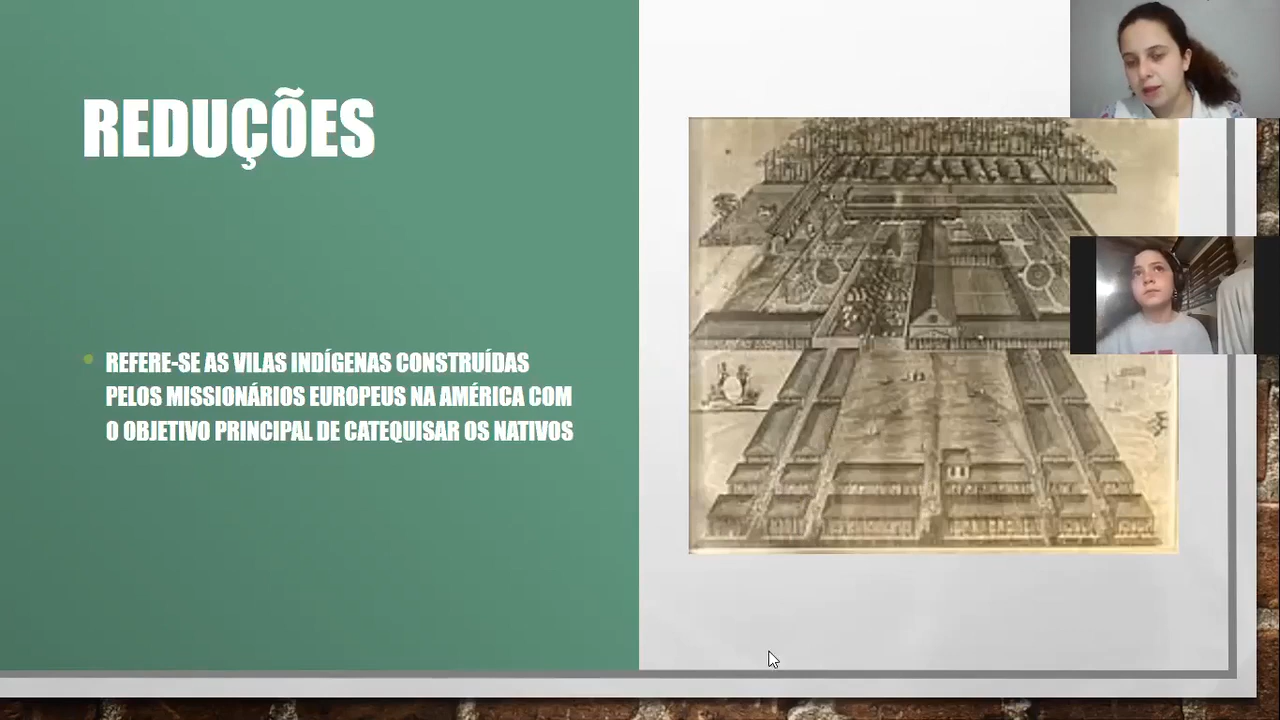 REDUÇÕES
REFERE-SE AS VILAS INDÍGENAS CONSTRUÍDAS
PELOS MISSIONÁRIOS EUROPEUS NA AMÉRICA COM
O OBJETIVO PRINCIPAL DE CATEQUISAR OS NATIVOS